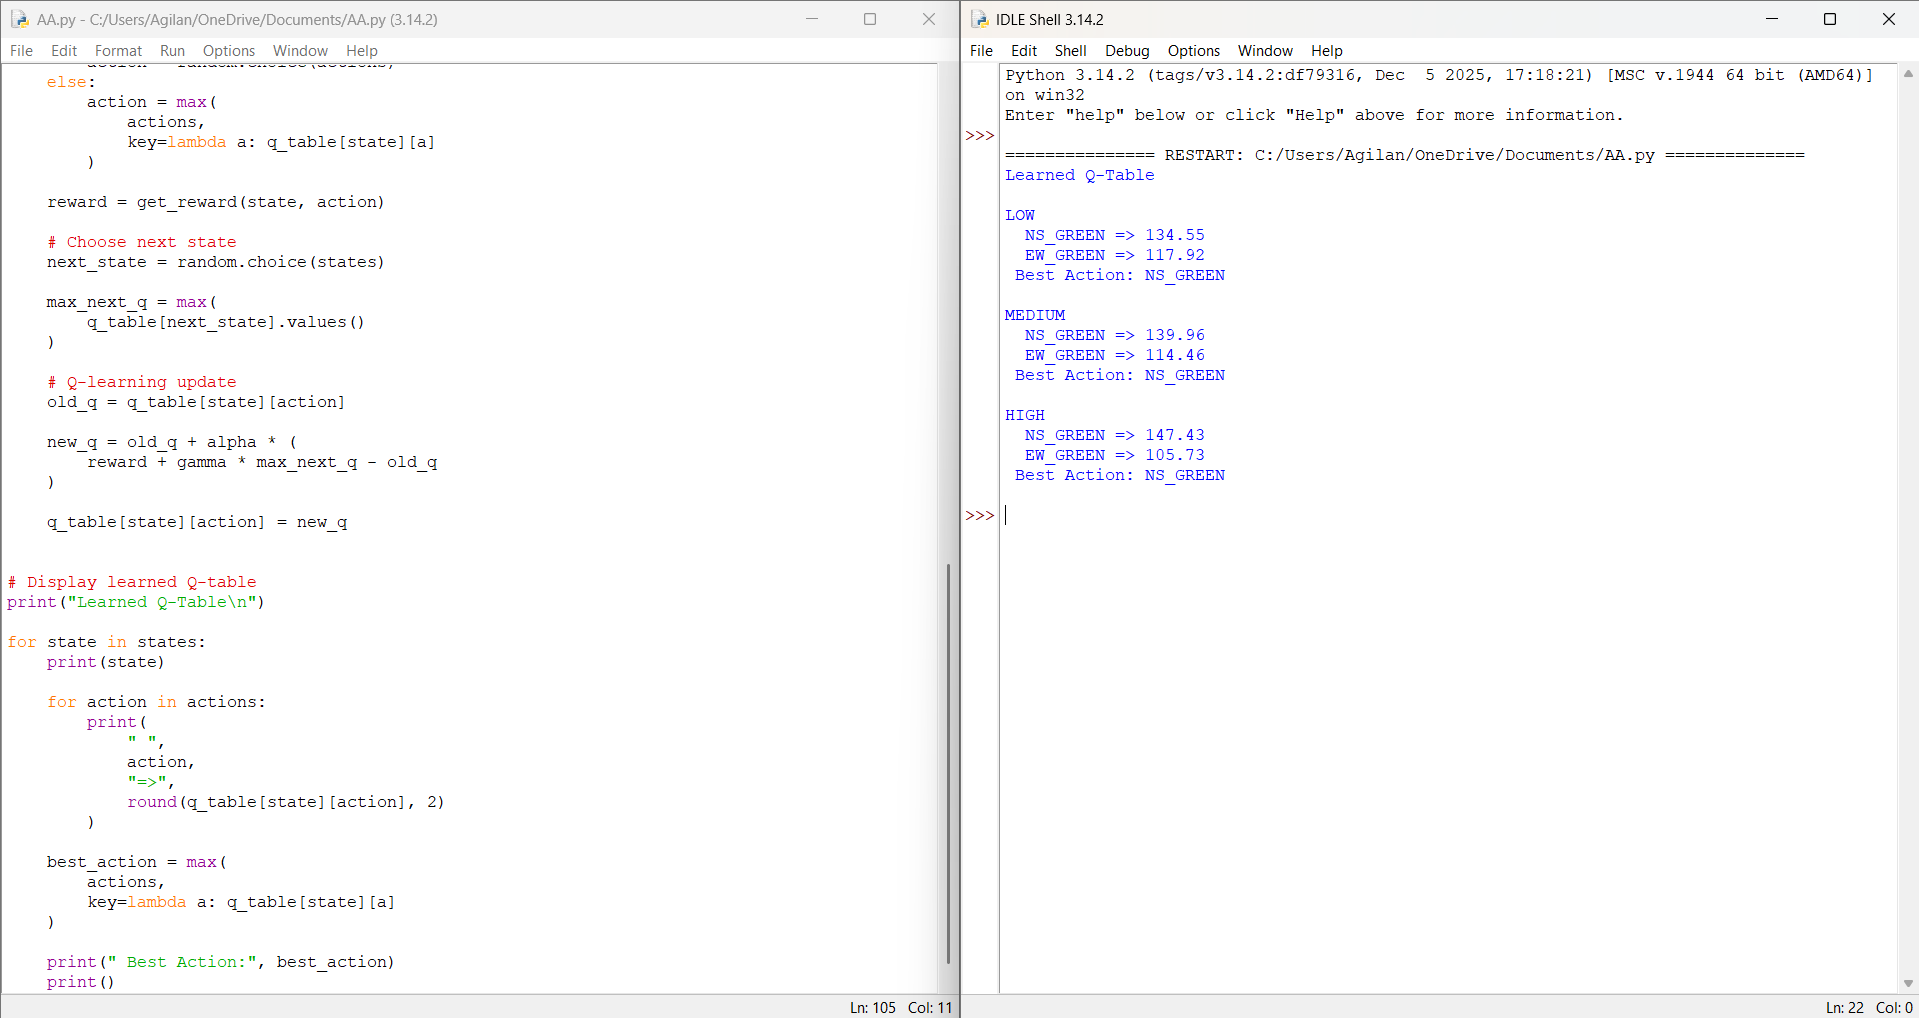 AA.py - C:/Users/Agilan/OneDrive/Documents/AA.py (3.14.2)
File Edit Format Run Options Window Help
else:
action = max(
actions,
key=lambda a: q_table[state][a]
)
reward = get_reward(state, action)
# Choose next state
next_state = random.choice(states)
max_next_q = max(
q_table[next_state].values()
)
# Q-learning update
old_q = q_table[state][action]
new_q = old_q + alpha * (
reward + gamma * max_next_q - old_q
)
q_table[state][action] = new_q
# Display learned Q-table
print("Learned Q-Table\n")
for state in states:
print(state)
for action in actions:
print(
" ",
action,
"=>",
round(q_table[state][action], 2)
)
best_action = max(
actions,
key=lambda a: q_table[state][a]
)
print(" Best Action:", best_action)
print()
Ln: 105 Col: 11
IDLE Shell 3.14.2
File Edit Shell Debug Options Window Help
Python 3.14.2 (tags/v3.14.2:df79316, Dec  5 2025, 17:18:21) [MSC v.1944 64 bit (AMD64)]
on win32
Enter "help" below or click "Help" above for more information.
>>>
=============== RESTART: C:/Users/Agilan/OneDrive/Documents/AA.py ==============
Learned Q-Table
LOW
NS_GREEN => 134.55
EW_GREEN => 117.92
Best Action: NS_GREEN
MEDIUM
NS_GREEN => 139.96
EW_GREEN => 114.46
Best Action: NS_GREEN
HIGH
NS_GREEN => 147.43
EW_GREEN => 105.73
Best Action: NS_GREEN
>>>
Ln: 22 Col: 0